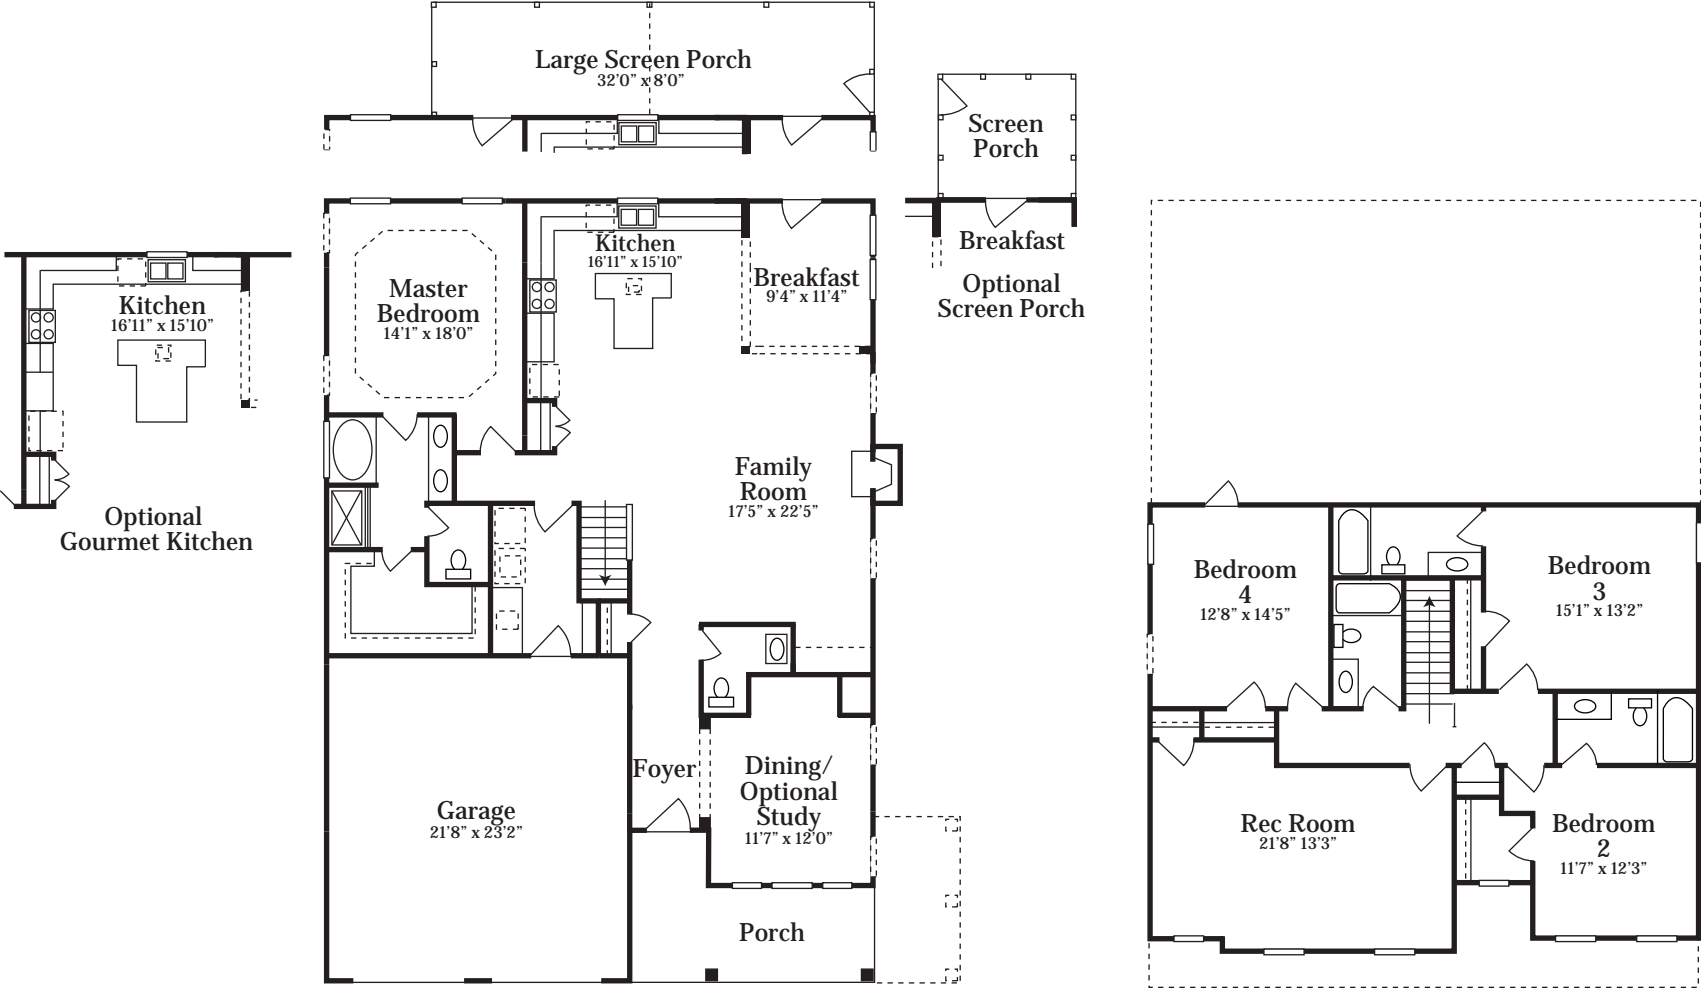 Large Screen Porch
32'0" x 8'0"
Screen
Porch
Breakfast
Optional
Screen Porch
Kitchen
16'11" x 15'10"
Optional
Gourmet Kitchen
Master
Bedroom
14'1" x 18'0"
Kitchen
16'11" x 15'10"
Breakfast
9'4" x 11'4"
Family
Room
17'5" x 22'5"
Foyer
Dining/
Optional
Study
11'7" x 12'0"
Garage
21'8" x 23'2"
Porch
Bedroom
4
12'8" x 14'5"
Bedroom
3
15'1" x 13'2"
Rec Room
21'8" 13'3"
Bedroom
2
11'7" x 12'3"